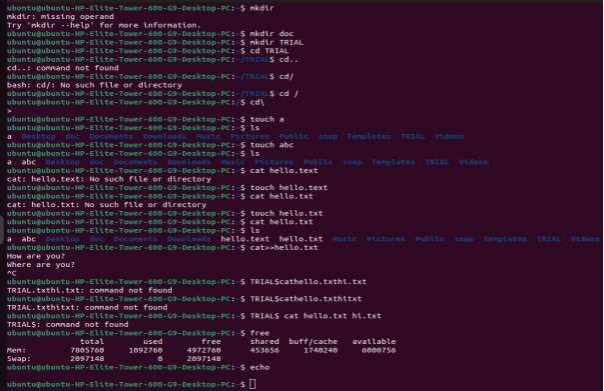 ubuntu@ubuntu-HP-Elite-Tower-600-G9-Desktop-PC:~$ mkdir
mkdir: missing operand
Try 'mkdir --help' for more information.
ubuntu@ubuntu-HP-Elite-Tower-600-G9-Desktop-PC:~$ mkdir doc
ubuntu@ubuntu-HP-Elite-Tower-600-G9-Desktop-PC:~$ mkdir TRIAL
ubuntu@ubuntu-HP-Elite-Tower-600-G9-Desktop-PC:~$ cd TRIAL
ubuntu@ubuntu-HP-Elite-Tower-600-G9-Desktop-PC:~/TRIAL$ cd..
cd..: command not found
ubuntu@ubuntu-HP-Elite-Tower-600-G9-Desktop-PC:~/TRIAL$ cd/
bash: cd/: No such file or directory
ubuntu@ubuntu-HP-Elite-Tower-600-G9-Desktop-PC:~/TRIAL$ cd /
ubuntu@ubuntu-HP-Elite-Tower-600-G9-Desktop-PC:/$ cd\
>
ubuntu@ubuntu-HP-Elite-Tower-600-G9-Desktop-PC:~$ touch a
ubuntu@ubuntu-HP-Elite-Tower-600-G9-Desktop-PC:~$ ls
a Desktop doc Documents Downloads Music Pictures Public snap Templates TRIAL Videos
ubuntu@ubuntu-HP-Elite-Tower-600-G9-Desktop-PC:~$ touch abc
ubuntu@ubuntu-HP-Elite-Tower-600-G9-Desktop-PC:~$ ls
a abc Desktop doc Documents Downloads Music Pictures Public snap Templates TRIAL Videos
ubuntu@ubuntu-HP-Elite-Tower-600-G9-Desktop-PC:~$ cat hello.text
cat: hello.text: No such file or directory
ubuntu@ubuntu-HP-Elite-Tower-600-G9-Desktop-PC:~$ touch hello.text
ubuntu@ubuntu-HP-Elite-Tower-600-G9-Desktop-PC:~$ cat hello.txt
cat: hello.txt: No such file or directory
ubuntu@ubuntu-HP-Elite-Tower-600-G9-Desktop-PC:~$ touch hello.txt
ubuntu@ubuntu-HP-Elite-Tower-600-G9-Desktop-PC:~$ cat hello.txt
ubuntu@ubuntu-HP-Elite-Tower-600-G9-Desktop-PC:~$ ls
a abc Desktop doc Documents Downloads hello.text hello.txt Music Pictures Public snap Templates TRIAL Videos
ubuntu@ubuntu-HP-Elite-Tower-600-G9-Desktop-PC:~$ cat>>hello.txt
How are you?
Where are you?
^C
ubuntu@ubuntu-HP-Elite-Tower-600-G9-Desktop-PC:~$ TRIAL$cathello.txthi.txt
TRIAL.txthi.txt: command not found
ubuntu@ubuntu-HP-Elite-Tower-600-G9-Desktop-PC:~$ TRIAL$cathello.txthitxt
TRIAL.txthitxt: command not found
ubuntu@ubuntu-HP-Elite-Tower-600-G9-Desktop-PC:~$ TRIAL$ cat hello.txt hi.txt
TRIAL$: command not found
ubuntu@ubuntu-HP-Elite-Tower-600-G9-Desktop-PC:~$ free
total used free shared buff/cache available
Mem: 7805760 1092760 4972760 453656 1740240 6000756
Swap: 2097148 0 2097148
ubuntu@ubuntu-HP-Elite-Tower-600-G9-Desktop-PC:~$ echo

ubuntu@ubuntu-HP-Elite-Tower-600-G9-Desktop-PC:~$